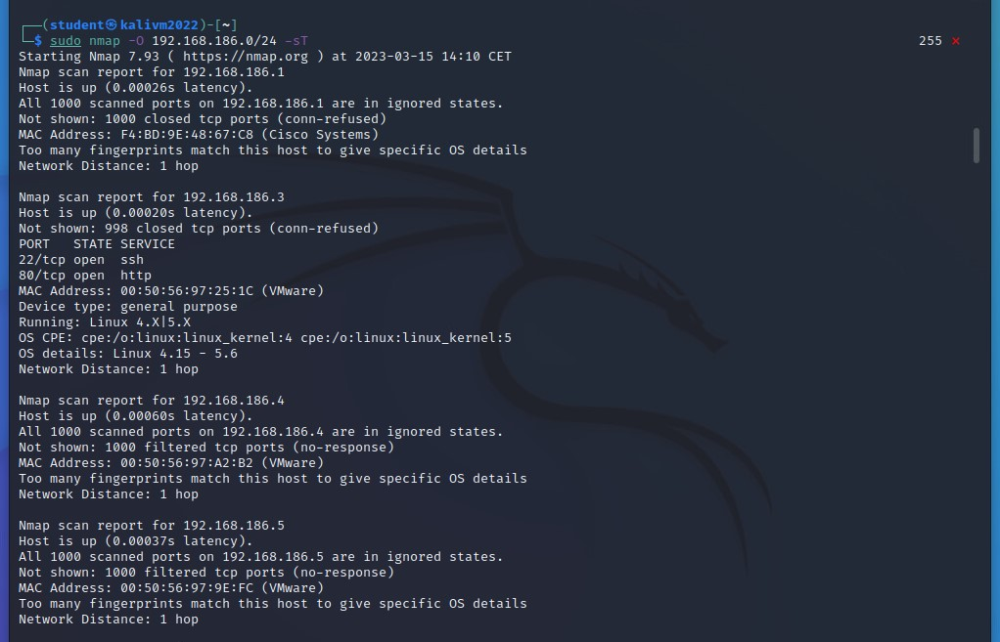 ┌──(student㉿kalivm2022)-[~]
└─$ sudo nmap -O 192.168.186.0/24 -sT 255 ×
Starting Nmap 7.93 ( https://nmap.org ) at 2023-03-15 14:10 CET
Nmap scan report for 192.168.186.1
Host is up (0.00026s latency).
All 1000 scanned ports on 192.168.186.1 are in ignored states.
Not shown: 1000 closed tcp ports (conn-refused)
MAC Address: F4:BD:9E:48:67:C8 (Cisco Systems)
Too many fingerprints match this host to give specific OS details
Network Distance: 1 hop

Nmap scan report for 192.168.186.3
Host is up (0.00020s latency).
Not shown: 998 closed tcp ports (conn-refused)
PORT   STATE SERVICE
22/tcp open  ssh
80/tcp open  http
MAC Address: 00:50:56:97:25:1C (VMware)
Device type: general purpose
Running: Linux 4.X|5.X
OS CPE: cpe:/o:linux:linux_kernel:4 cpe:/o:linux:linux_kernel:5
OS details: Linux 4.15 - 5.6
Network Distance: 1 hop

Nmap scan report for 192.168.186.4
Host is up (0.00060s latency).
All 1000 scanned ports on 192.168.186.4 are in ignored states.
Not shown: 1000 filtered tcp ports (no-response)
MAC Address: 00:50:56:97:A2:B2 (VMware)
Too many fingerprints match this host to give specific OS details
Network Distance: 1 hop

Nmap scan report for 192.168.186.5
Host is up (0.00037s latency).
All 1000 scanned ports on 192.168.186.5 are in ignored states.
Not shown: 1000 filtered tcp ports (no-response)
MAC Address: 00:50:56:97:9E:FC (VMware)
Too many fingerprints match this host to give specific OS details
Network Distance: 1 hop